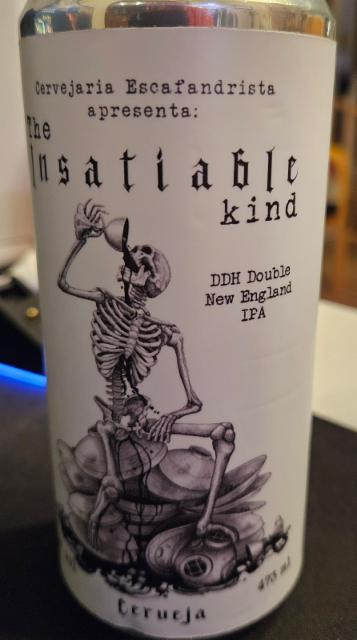 Cervejaria Escafandrista
apresenta:
The
insatiable
kind
DDH Double
New England
IPA
473 ml
Cerveja